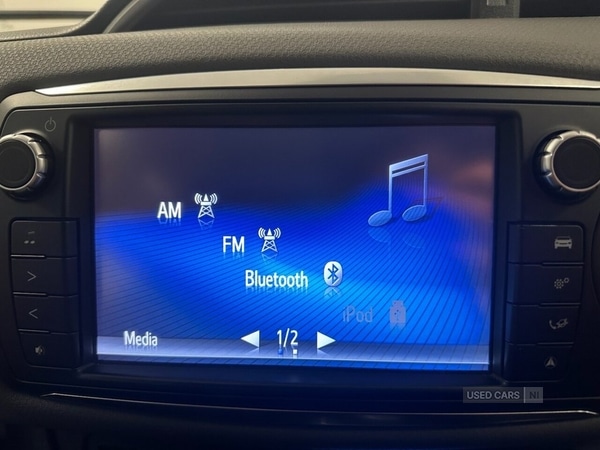 AM
FM
Bluetooth
iPod
Media
1/2
USED CARS NI